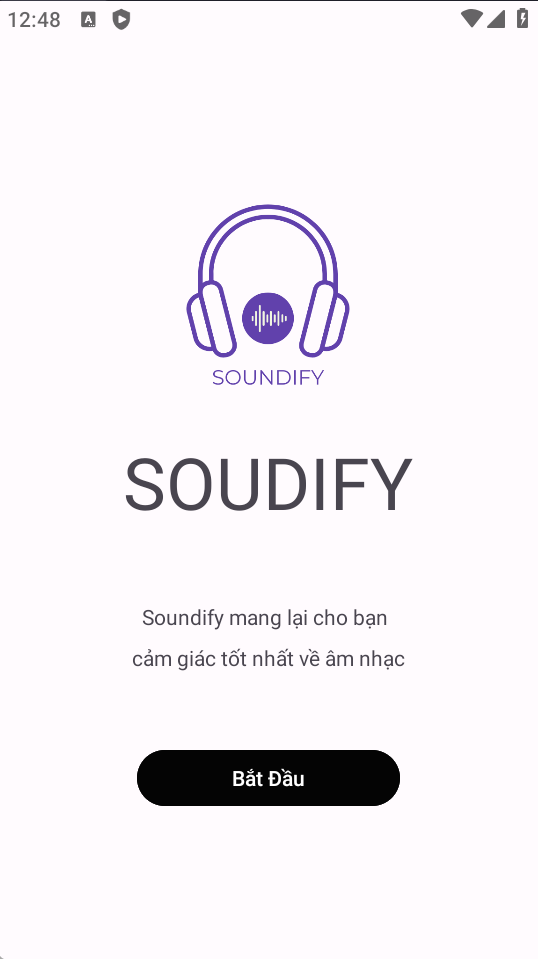 12:48
A
SOUNDIFY
SOUDIFY
Soundify mang lại cho bạn
cảm giác tốt nhất về âm nhạc
Bắt Đầu